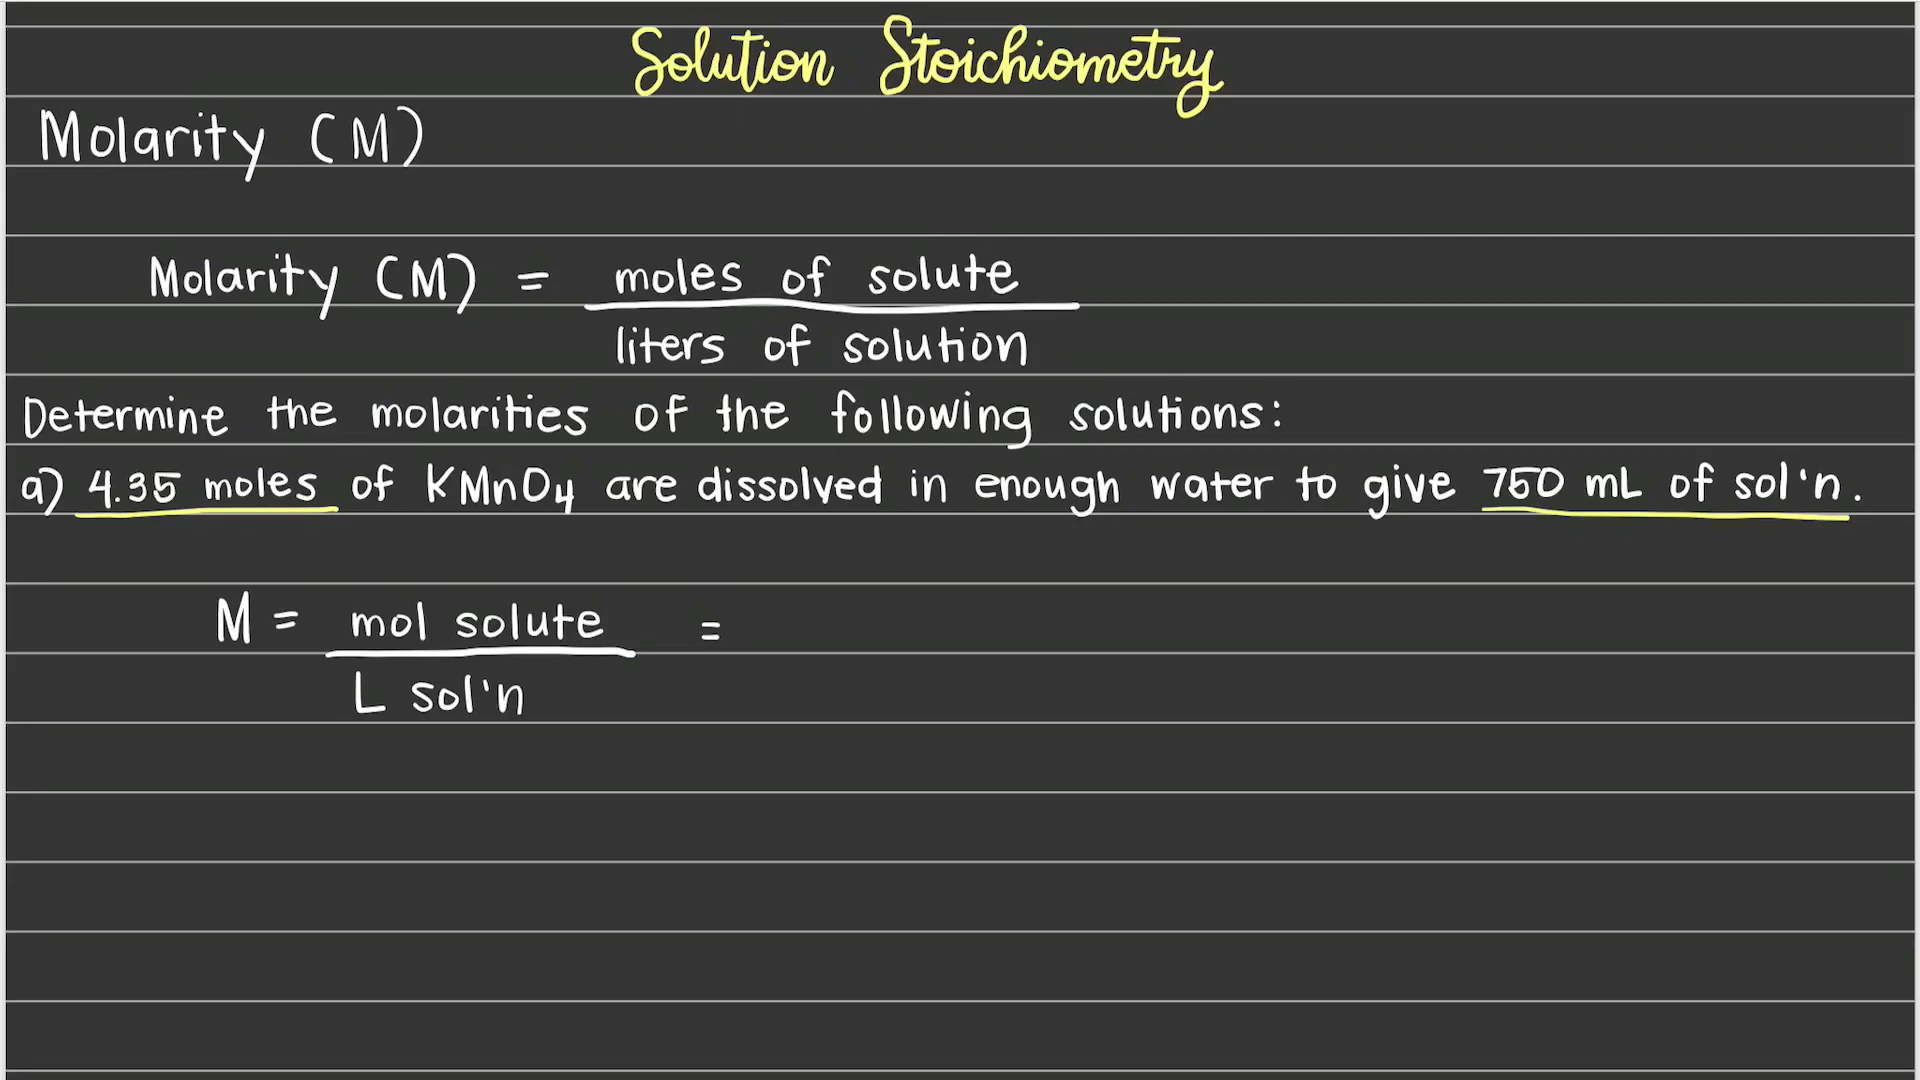 Solution Stoichiometry
Molarity (M)
Molarity (M) = moles of solute
liters of solution
Determine the molarities of the following solutions:
a) 4.35 moles of KMnO4 are dissolved in enough water to give 750 mL of sol'n.
M = mol solute =
L sol'n